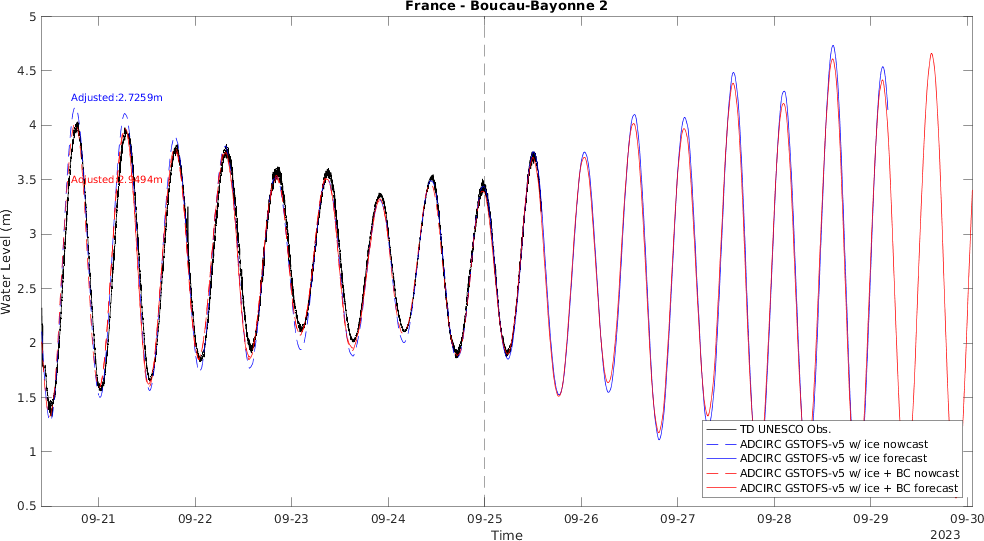 France - Boucau-Bayonne 2
5
4.5
4
3.5
3
2.5
2
1.5
1
0.5
Water Level (m)
Adjusted:2.7259m
Adjusted:2.9494m
TD UNESCO Obs.
ADCIRC GSTOFS-v5 w/ ice nowcast
ADCIRC GSTOFS-v5 w/ ice forecast
ADCIRC GSTOFS-v5 w/ ice + BC nowcast
ADCIRC GSTOFS-v5 w/ ice + BC forecast
09-21 09-22 09-23 09-24 09-25 09-26 09-27 09-28 09-29 09-30
Time
2023